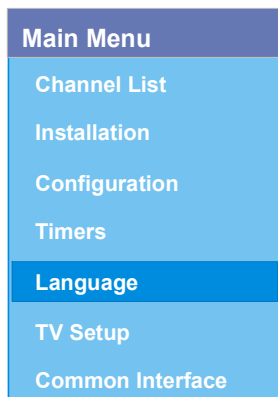 Main Menu
Channel List
Installation
Configuration
Timers
Language
TV Setup
Common Interface